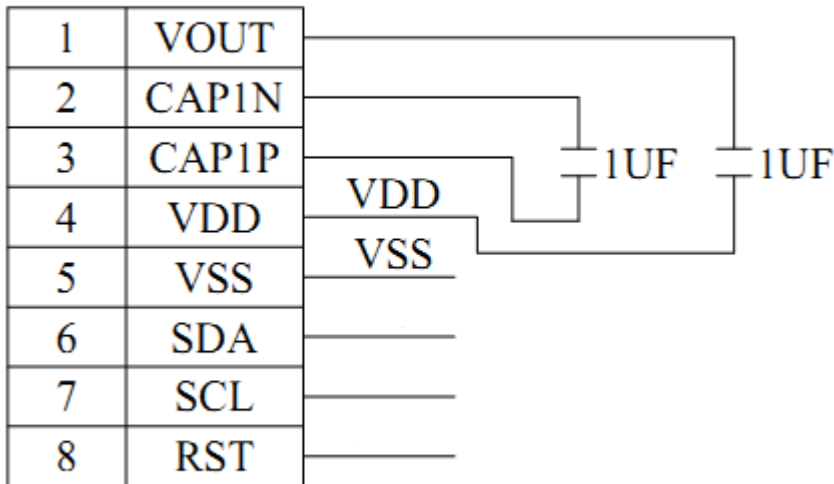 1 VOUT
2 CAP1N
3 CAP1P 1UF 1UF
4 VDD VDD
5 VSS VSS
6 SDA
7 SCL
8 RST